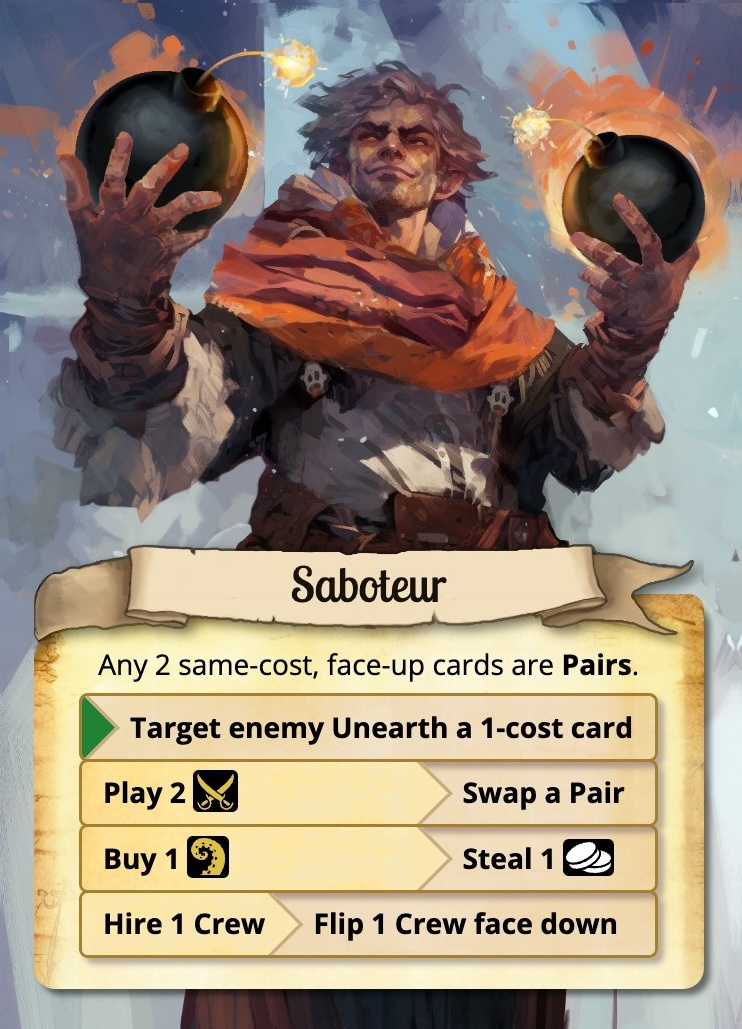 Saboteur
Any 2 same-cost, face-up cards are Pairs.
Target enemy Unearth a 1-cost card
Play 2 Swap a Pair
Buy 1 Steal 1
Hire 1 Crew Flip 1 Crew face down